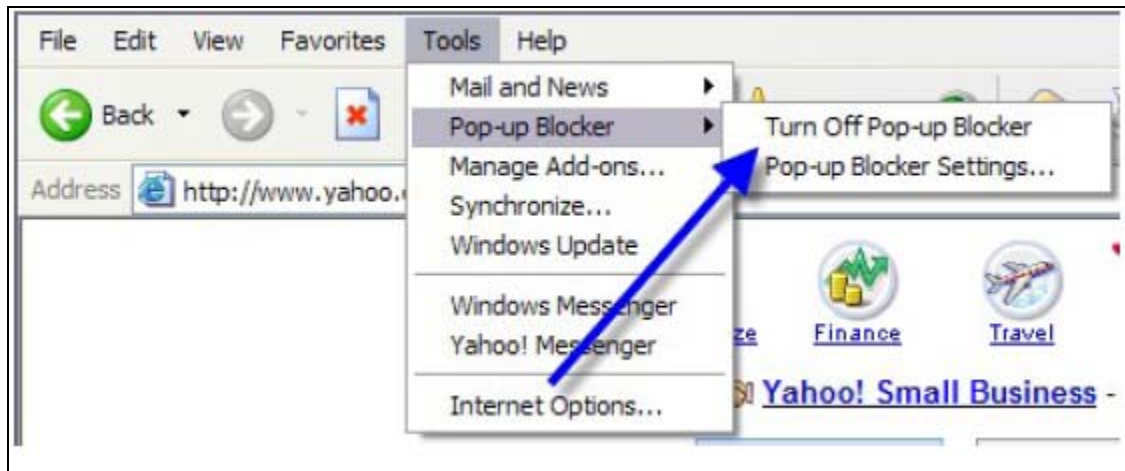 File Edit View Favorites Tools Help
Back
Address http://www.yahoo.
Mail and News
Pop-up Blocker
Manage Add-ons...
Synchronize...
Windows Update
Windows Messenger
Yahoo! Messenger
Internet Options...
Turn Off Pop-up Blocker
Pop-up Blocker Settings...
ze Finance Travel
Yahoo! Small Business -